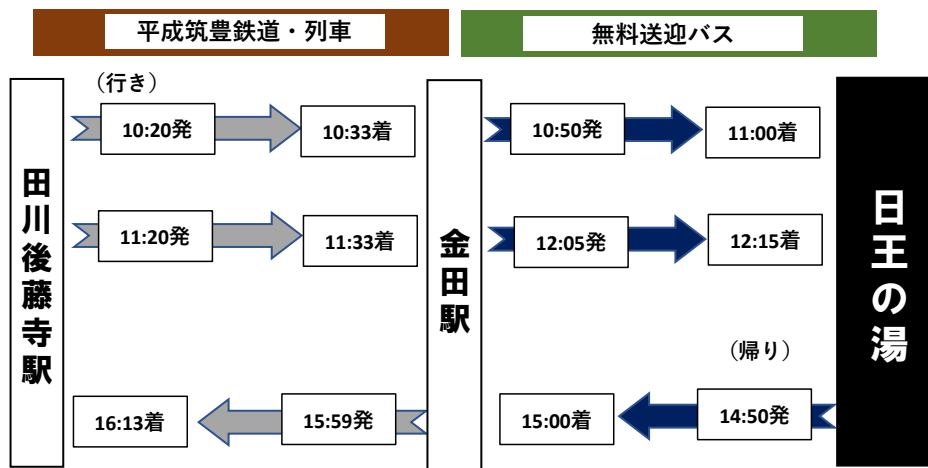 平成筑豊鉄道・列車
無料送迎バス
（行き）
10:20発
10:33着
10:50発
11:00着
田川後藤寺駅
11:20発
11:33着
金田駅
12:05発
12:15着
日王の湯
（帰り）
16:13着
15:59発
15:00着
14:50発